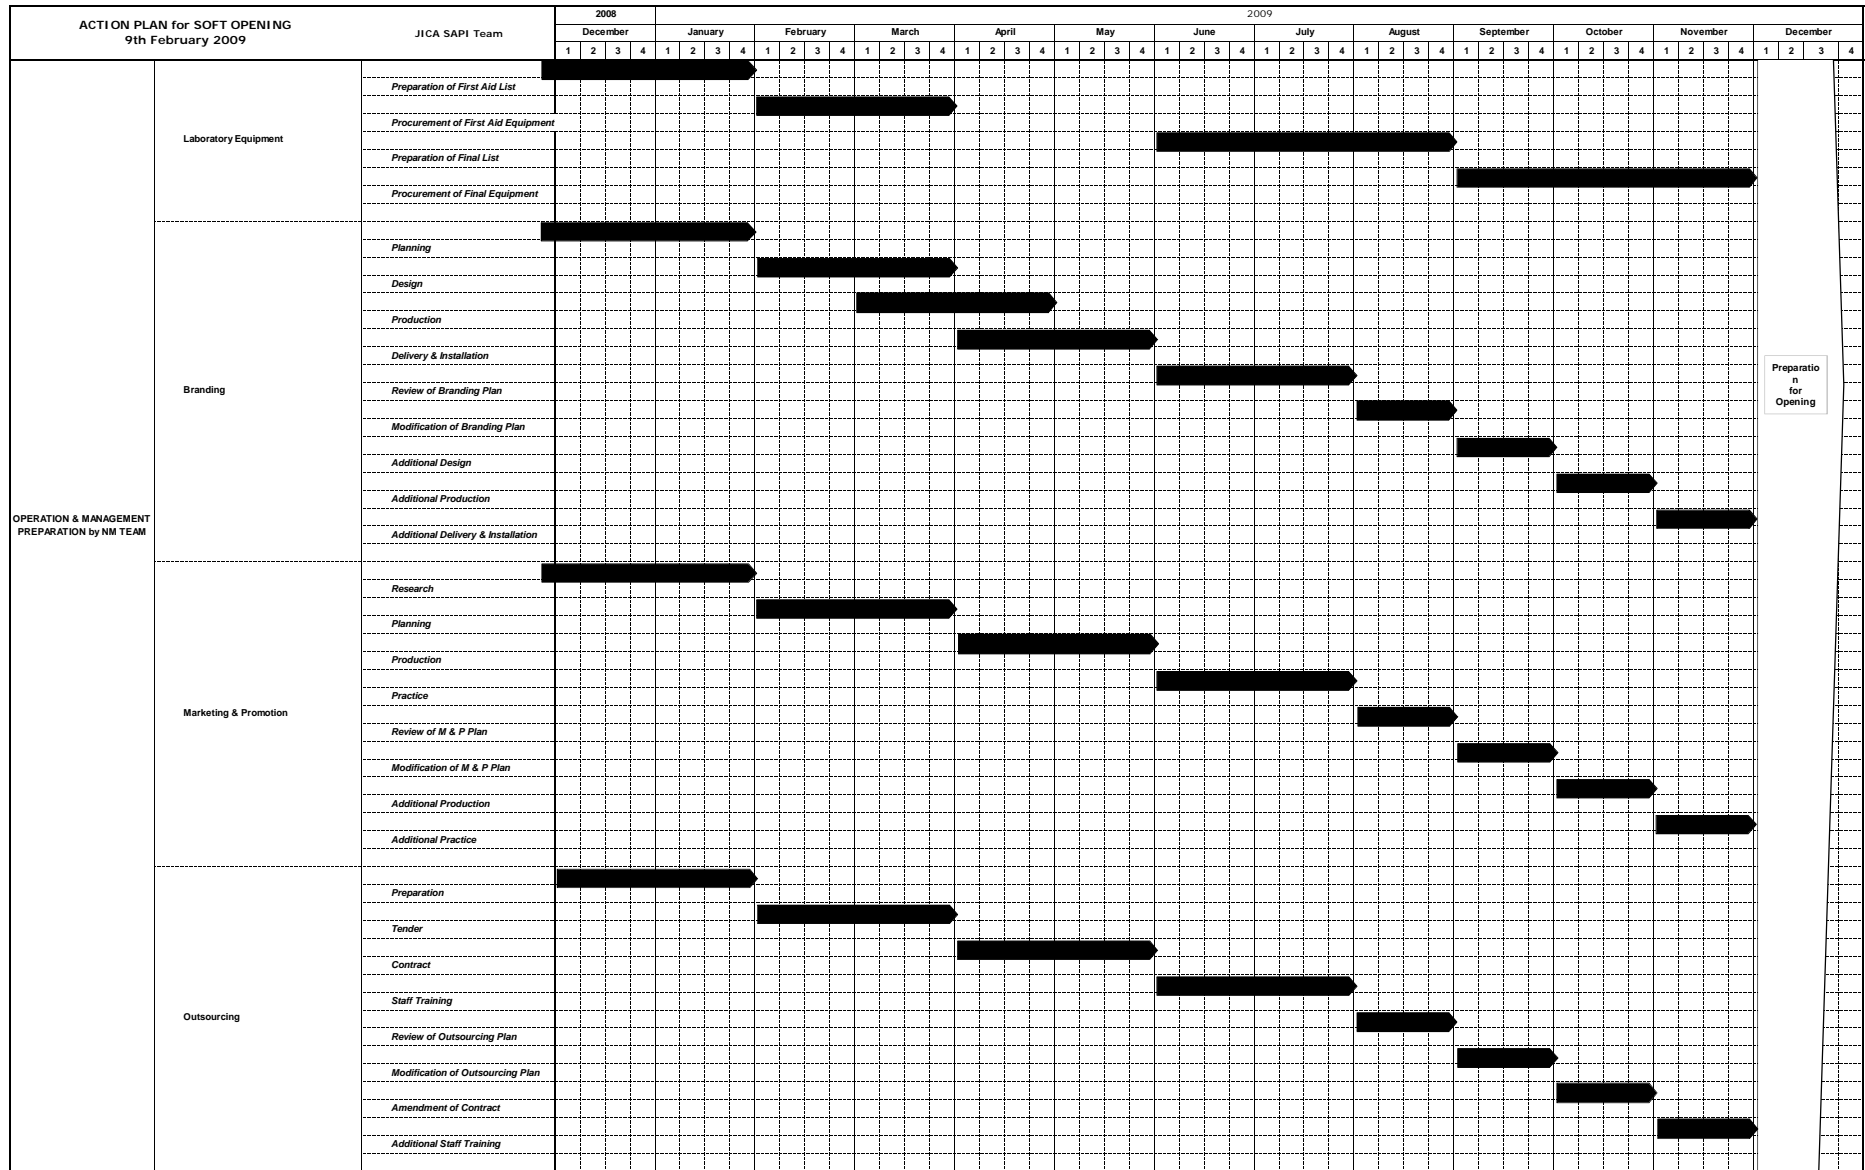 ACTION PLAN for SOFT OPENING
9th February 2009
JICA SAPI Team
2008
2009
December January February March April May June July August September October November December
1 2 3 4 1 2 3 4 1 2 3 4 1 2 3 4 1 2 3 4 1 2 3 4 1 2 3 4 1 2 3 4 1 2 3 4 1 2 3 4 1 2 3 4 1 2 3 4 1 2 3 4
OPERATION & MANAGEMENT
PREPARATION by NM TEAM
Laboratory Equipment
Preparation of First Aid List
Procurement of First Aid Equipment
Preparation of Final List
Procurement of Final Equipment
Branding
Planning
Design
Production
Delivery & Installation
Review of Branding Plan
Modification of Branding Plan
Additional Design
Additional Production
Additional Delivery & Installation
Marketing & Promotion
Research
Planning
Production
Practice
Review of M & P Plan
Modification of M & P Plan
Additional Production
Additional Practice
Outsourcing
Preparation
Tender
Contract
Staff Training
Review of Outsourcing Plan
Modification of Outsourcing Plan
Amendment of Contract
Additional Staff Training
Preparatio
n
for
Opening